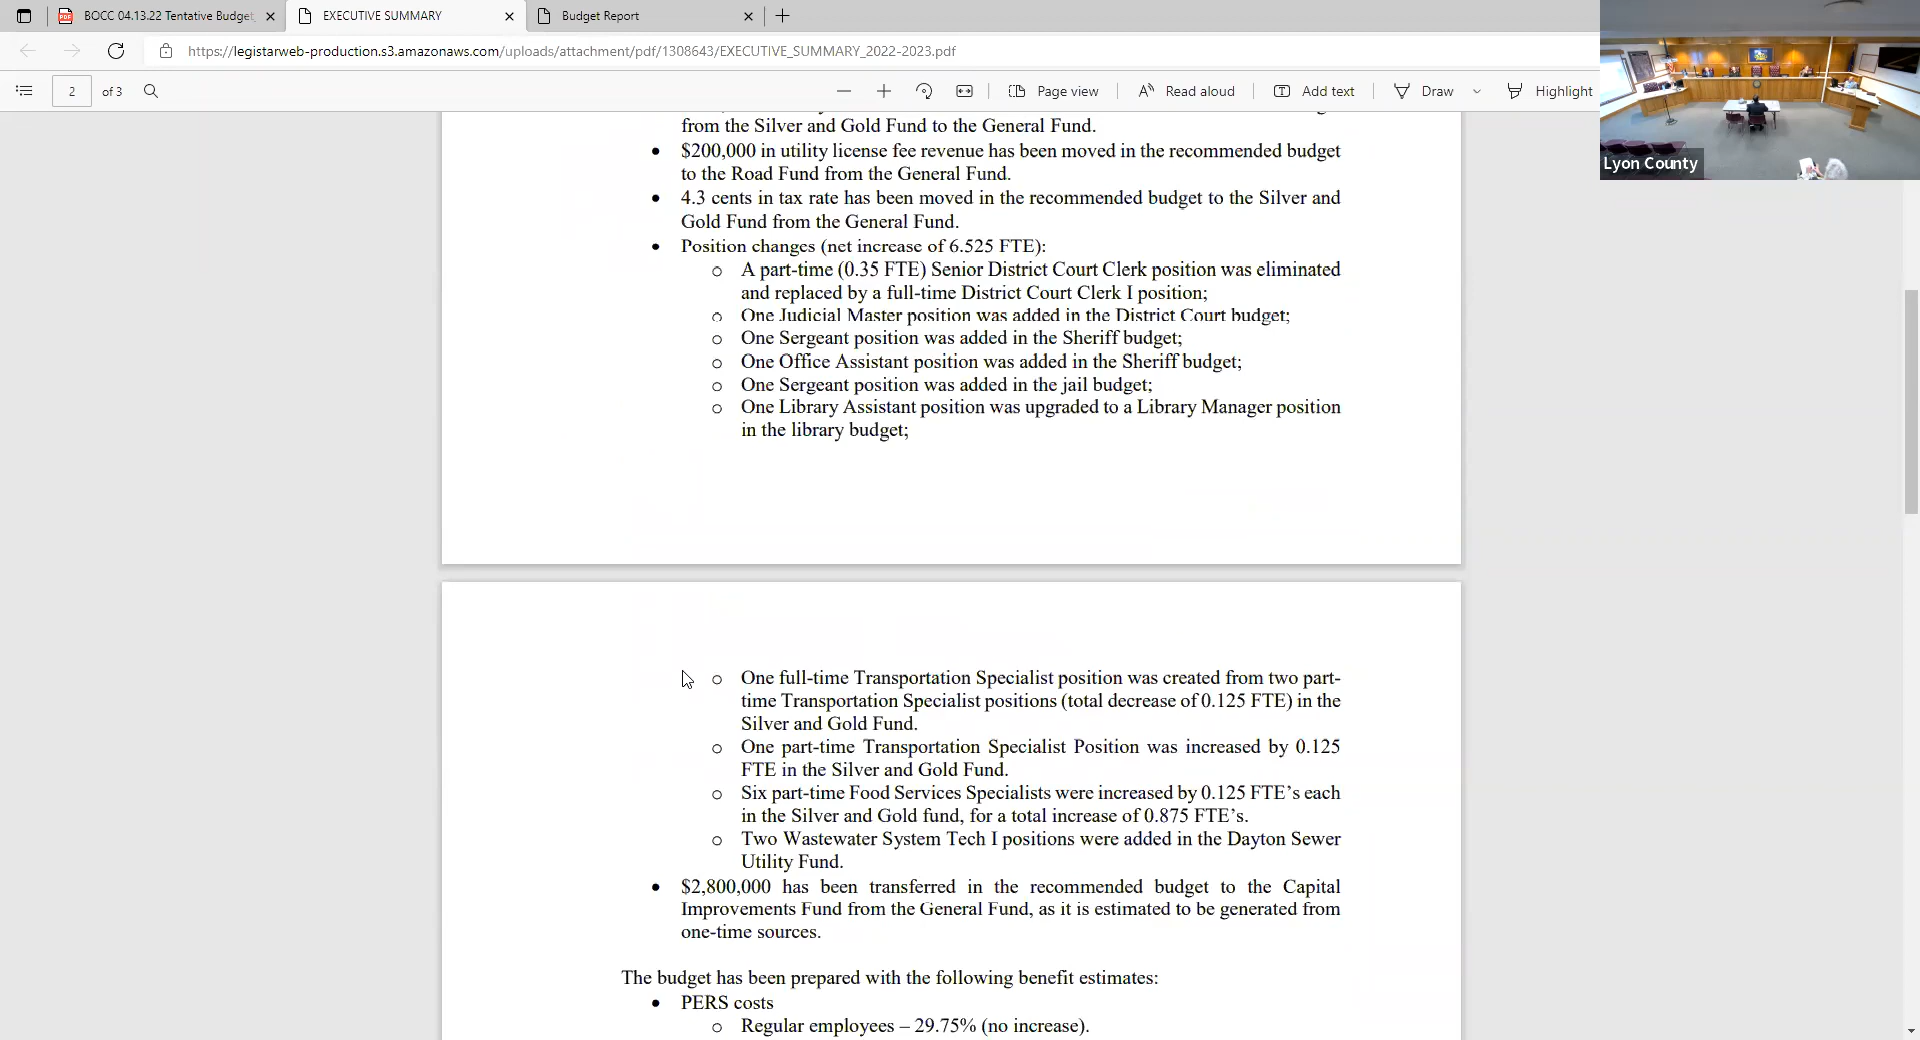 BOCC 04.13.22 Tentative Budget
EXECUTIVE SUMMARY
Budget Report
https://legistarweb-production.s3.amazonaws.com/uploads/attachment/pdf/1308643/EXECUTIVE_SUMMARY_2022-2023.pdf
2 of 3
Page view
Read aloud
Add text
Draw
Highlight
Lyon County
from the Silver and Gold Fund to the General Fund.
• $200,000 in utility license fee revenue has been moved in the recommended budget
to the Road Fund from the General Fund.
• 4.3 cents in tax rate has been moved in the recommended budget to the Silver and
Gold Fund from the General Fund.
• Position changes (net increase of 6.525 FTE):
o A part-time (0.35 FTE) Senior District Court Clerk position was eliminated
and replaced by a full-time District Court Clerk I position;
o One Judicial Master position was added in the District Court budget;
o One Sergeant position was added in the Sheriff budget;
o One Office Assistant position was added in the Sheriff budget;
o One Sergeant position was added in the jail budget;
o One Library Assistant position was upgraded to a Library Manager position
in the library budget;
o One full-time Transportation Specialist position was created from two part-
time Transportation Specialist positions (total decrease of 0.125 FTE) in the
Silver and Gold Fund.
o One part-time Transportation Specialist Position was increased by 0.125
FTE in the Silver and Gold Fund.
o Six part-time Food Services Specialists were increased by 0.125 FTE’s each
in the Silver and Gold fund, for a total increase of 0.875 FTE’s.
o Two Wastewater System Tech I positions were added in the Dayton Sewer
Utility Fund.
• $2,800,000 has been transferred in the recommended budget to the Capital
Improvements Fund from the General Fund, as it is estimated to be generated from
one-time sources.
The budget has been prepared with the following benefit estimates:
• PERS costs
o Regular employees – 29.75% (no increase).